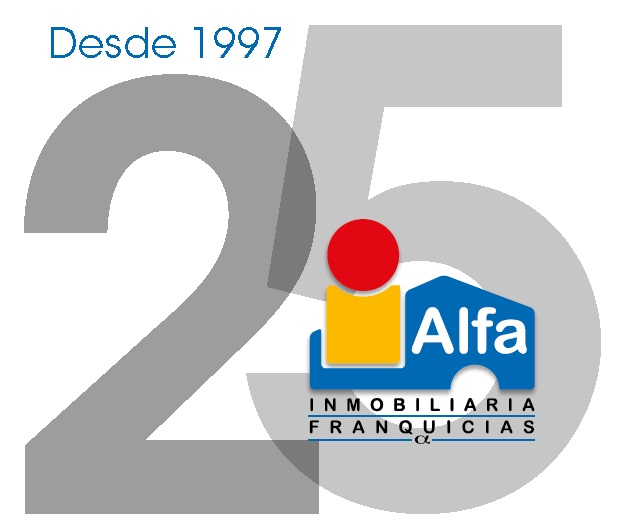 Desde 1997
25
Alfa
INMOBILIARIA
FRANQUICIAS
α